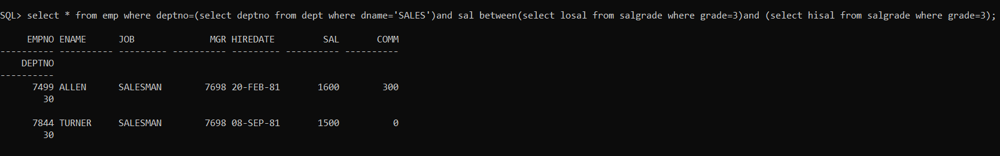 SQL> select * from emp where deptno=(select deptno from dept where dname='SALES')and sal between(select losal from salgrade where grade=3)and (select hisal from salgrade where grade=3);
     EMPNO ENAME      JOB              MGR HIREDATE         SAL       COMM
---------- ---------- --------- ---------- --------- ---------- ----------
    DEPTNO
----------
      7499 ALLEN      SALESMAN        7698 20-FEB-81       1600        300
        30
      7844 TURNER     SALESMAN        7698 08-SEP-81       1500          0
        30